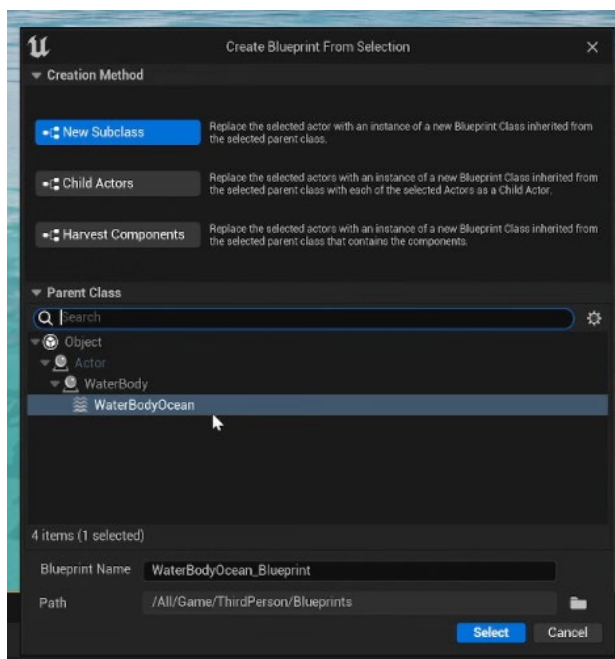 Create Blueprint From Selection
Creation Method
New Subclass
Replace the selected actor with an instance of a new Blueprint Class inherited from
the selected parent class.
Child Actors
Replace the selected actors with an instance of a new Blueprint Class inherited from
the selected parent class with each of the selected Actors as a Child Actor.
Harvest Components
Replace the selected actors with an instance of a new Blueprint Class inherited from
the selected parent class that contains the components.
Parent Class
Search
Object
Actor
WaterBody
WaterBodyOcean
4 items (1 selected)
Blueprint Name WaterBodyOcean_Blueprint
Path /All/Game/ThirdPerson/Blueprints
Select Cancel